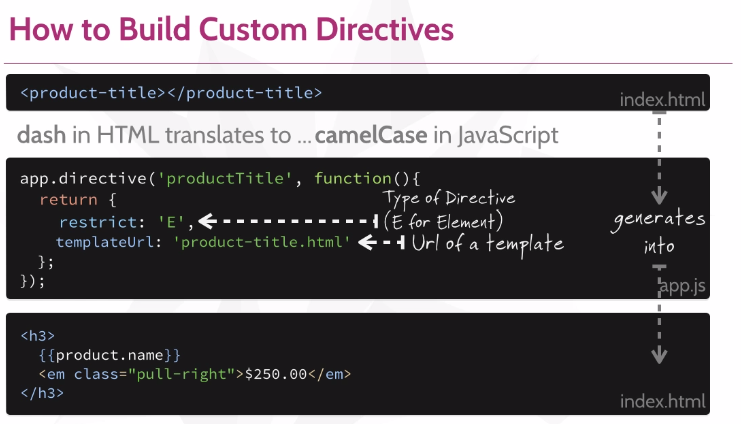 How to Build Custom Directives
<product-title></product-title>
index.html
dash in HTML translates to ... camelCase in JavaScript
app.directive('productTitle', function(){
return {
Type of Directive
restrict: 'E',
(E for Element)
generates
templateUrl: 'product-title.html'
Url of a template
into
};
});
app.js
<h3>
{{product.name}}
<em class="pull-right">$250.00</em>
</h3>
index.html